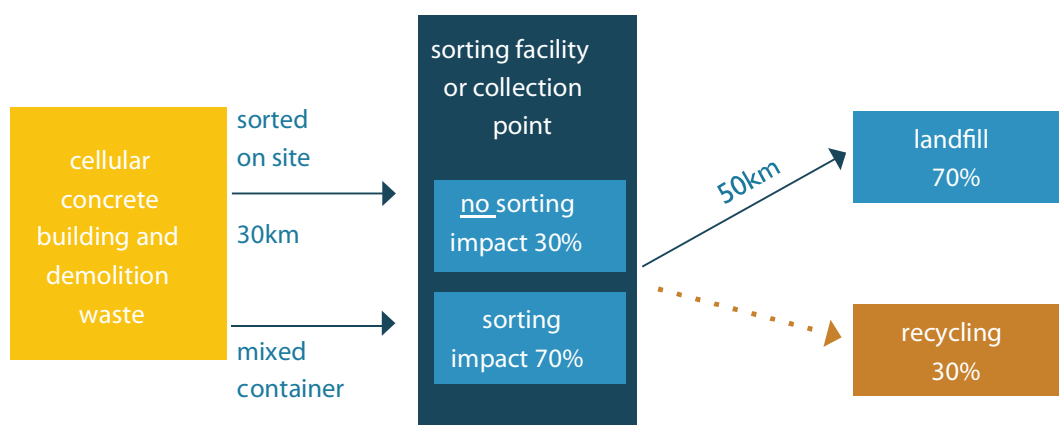 cellular
concrete
building and
demolition
waste
sorted
on site
30km
mixed
container
sorting facility
or collection
point
no sorting
impact 30%
sorting
impact 70%
50km
landfill
70%
recycling
30%